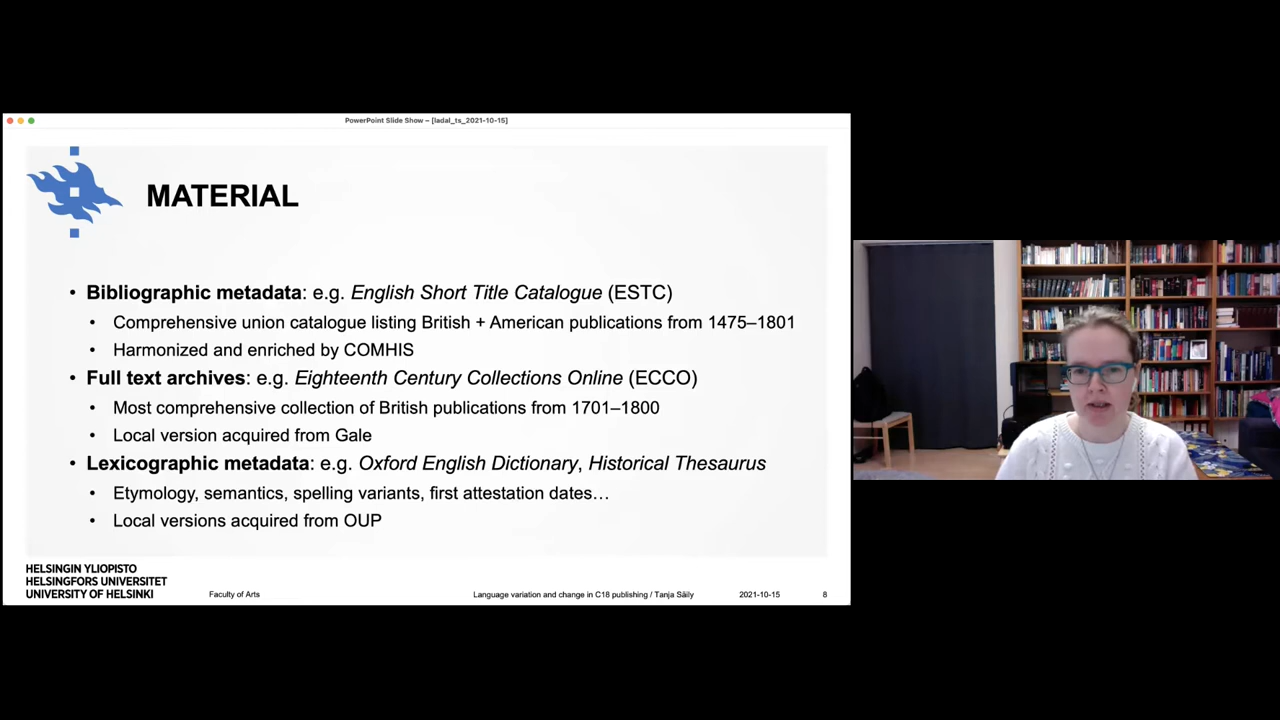 PowerPoint Slide Show – [ladal_ts_2021-10-15]
MATERIAL
• Bibliographic metadata: e.g. English Short Title Catalogue (ESTC)
• Comprehensive union catalogue listing British + American publications from 1475–1801
• Harmonized and enriched by COMHIS
• Full text archives: e.g. Eighteenth Century Collections Online (ECCO)
• Most comprehensive collection of British publications from 1701–1800
• Local version acquired from Gale
• Lexicographic metadata: e.g. Oxford English Dictionary, Historical Thesaurus
• Etymology, semantics, spelling variants, first attestation dates…
• Local versions acquired from OUP
HELSINGIN YLIOPISTO
HELSINGFORS UNIVERSITET
UNIVERSITY OF HELSINKI
Faculty of Arts
Language variation and change in C18 publishing / Tanja Säily
2021-10-15
8